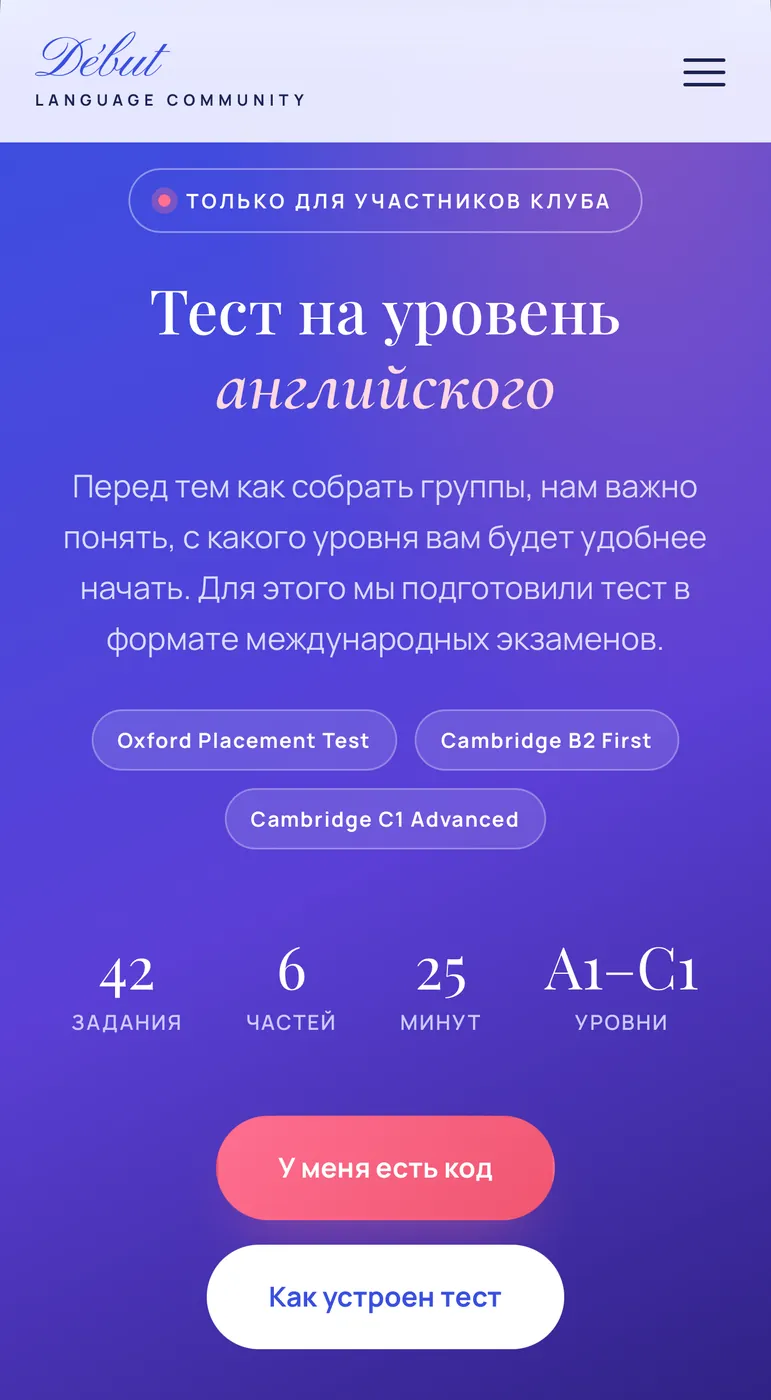 Début
LANGUAGE COMMUNITY
ТОЛЬКО ДЛЯ УЧАСТНИКОВ КЛУБА
Тест на уровень
английского
Перед тем как собрать группы, нам важно
понять, с какого уровня вам будет удобнее
начать. Для этого мы подготовили тест в
формате международных экзаменов.
Oxford Placement Test
Cambridge B2 First
Cambridge C1 Advanced
42
ЗАДАНИЯ
6
ЧАСТЕЙ
25
МИНУТ
A1–C1
УРОВНИ
У меня есть код
Как устроен тест